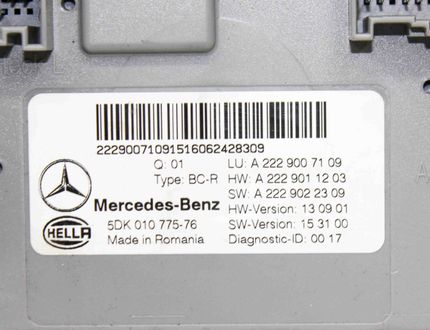 22290071091516062428309
Q: 01 LU: A 222 900 71 09
Type: BC-R HW: A 222 901 12 03
SW: A 222 902 23 09
Mercedes-Benz HW-Version: 13 09 01
HELLA 5DK 010 775-76 SW-Version: 15 31 00
Made in Romania Diagnostic-ID: 00 17